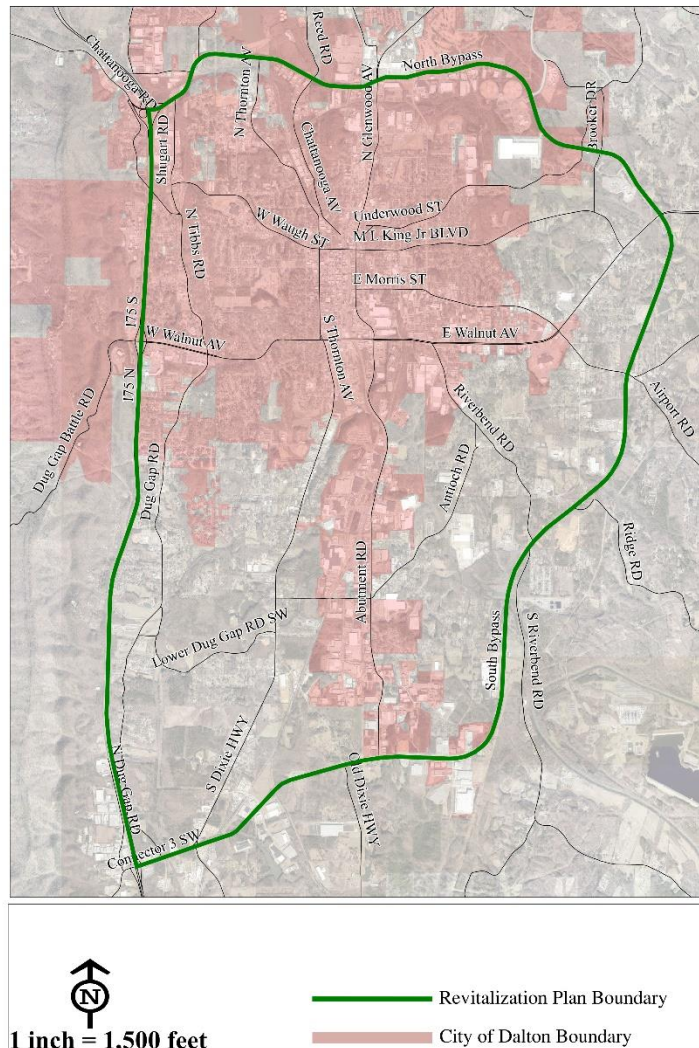 Chattanooga RD
Reed RD
N Thornton A
North Bypass
N Glenwood AV
Brooker DR
Shugart RD
Chattanooga AV
Underwood ST
W Waugh ST
M L King Jr BLVD
N Tibbs RD
E Morris ST
I75 S
W Walnut AV
S Thornton AV
E Walnut AV
I75 N
Riverbend RD
Airport RD
Dug Gap Battle RD
Dug Gap RD
Antioch RD
Ridge RD
Abutment RD
Lower Dug Gap RD SW
South Bypass
S Riverbend RD
S Dixie HWY
N Dug Gap RD
Old Dixie HWY
Connector 3 SW
N
Revitalization Plan Boundary
1 inch = 1,500 feet
City of Dalton Boundary